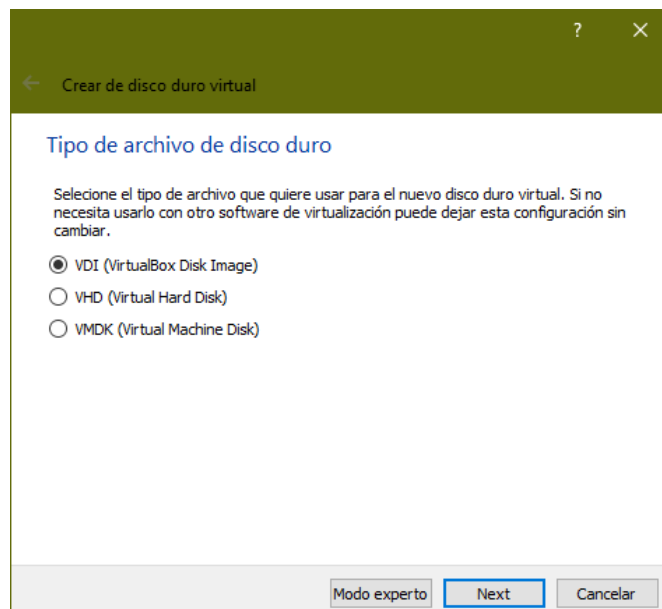 ?
Crear de disco duro virtual
Tipo de archivo de disco duro
Selecione el tipo de archivo que quiere usar para el nuevo disco duro virtual. Si no
necesita usarlo con otro software de virtualización puede dejar esta configuración sin
cambiar.
VDI (VirtualBox Disk Image)
VHD (Virtual Hard Disk)
VMDK (Virtual Machine Disk)
Modo experto Next Cancelar